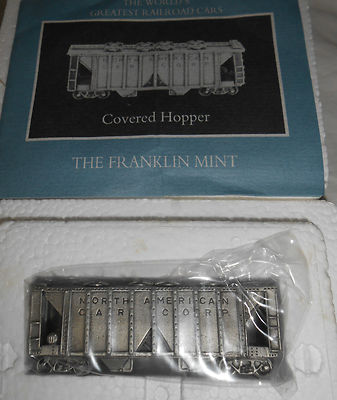 THE WORLD'S
GREATEST RAILROAD CARS
Covered Hopper
THE FRANKLIN MINT
NORTH AMERICAN
CAR CORP.